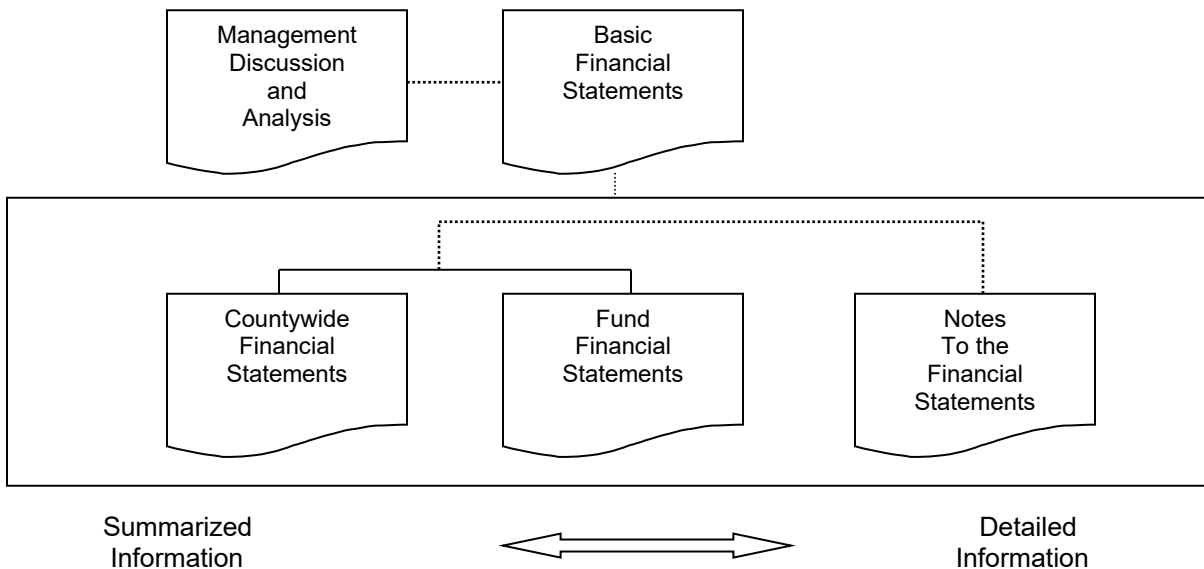 Management
Discussion
and
Analysis
Basic
Financial
Statements
Countywide
Financial
Statements
Fund
Financial
Statements
Notes
To the
Financial
Statements
Summarized
Information
Detailed
Information